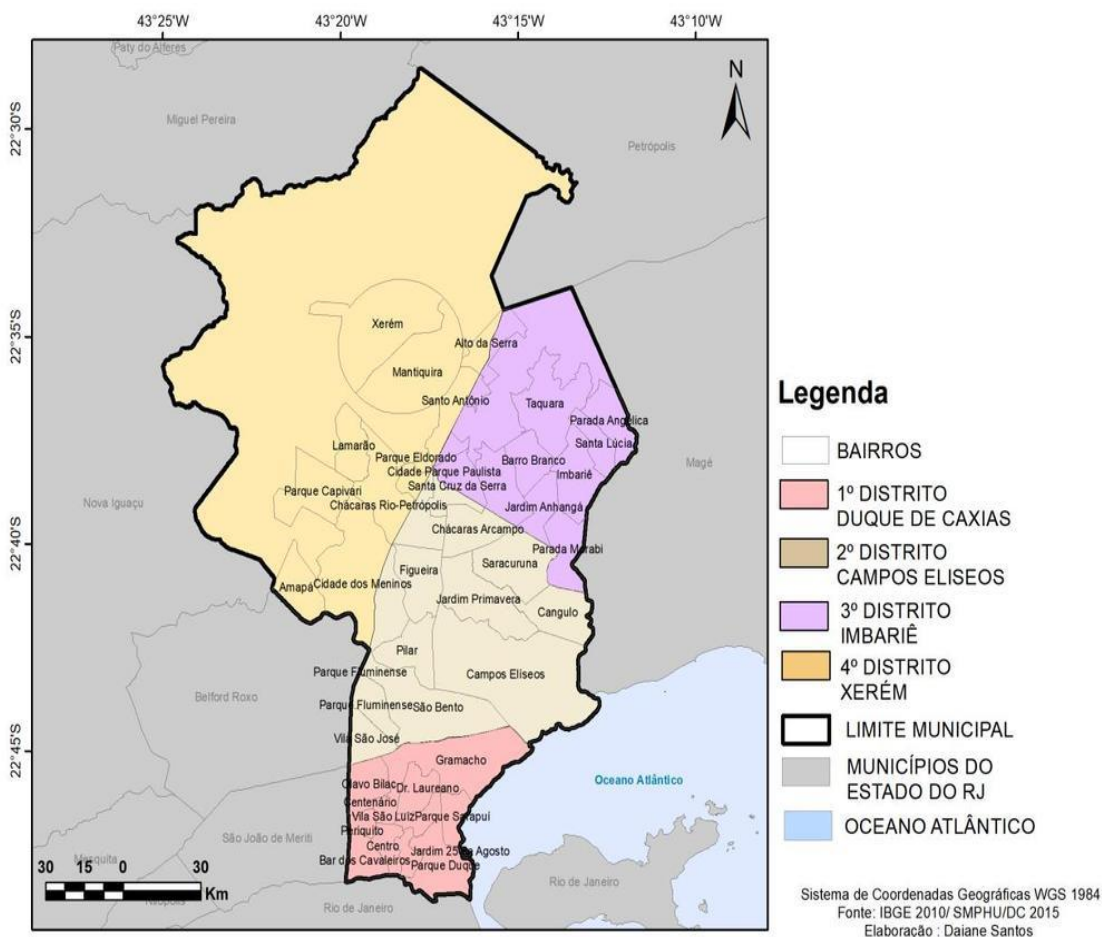 43°25'W
43°20'W
43°15'W
43°10'W
22°30'S
22°35'S
22°40'S
22°45'S
N
Paty do Alferes
Miguel Pereira
Petrópolis
Xerém
Alto da Serra
Mantiquira
Santo Antônio
Taquara
Parada Angélica
Santa Lúcia
Lamarão
Parque Eldorado
Barro Branco
Cidade Parque Paulista
Imbariê
Magé
Santa Cruz da Serra
Parque Capivari
Nova Iguaçu
Chácaras Rio-Petrópolis
Jardim Anhangá
Chácaras Arcampo
Parada Morabi
Saracuruna
Figueira
Amapá
Cidade dos Meninos
Jardim Primavera
Cangulo
Pilar
Parque Fluminense
Campos Elíseos
Belford Roxo
Parque Fluminense
São Bento
Vila São José
Gramacho
Oceano Atlântico
Olavo Bilac
Dr. Laureano
Centenário
Vila São Luiz
Parque Sarapuí
Periquito
São João de Meriti
Centro
Jardim 25 de Agosto
Mesquita
Bar dos Cavaleiros
Parque Duque
Rio de Janeiro
Nilópolis
Rio de Janeiro
30 15 0 30
Km
Legenda
BAIRROS
1º DISTRITO
DUQUE DE CAXIAS
2º DISTRITO
CAMPOS ELISEOS
3º DISTRITO
IMBARIÊ
4º DISTRITO
XERÉM
LIMITE MUNICIPAL
MUNICÍPIOS DO
ESTADO DO RJ
OCEANO ATLÂNTICO
Sistema de Coordenadas Geográficas WGS 1984
Fonte: IBGE 2010/ SMPHU/DC 2015
Elaboração : Daiane Santos